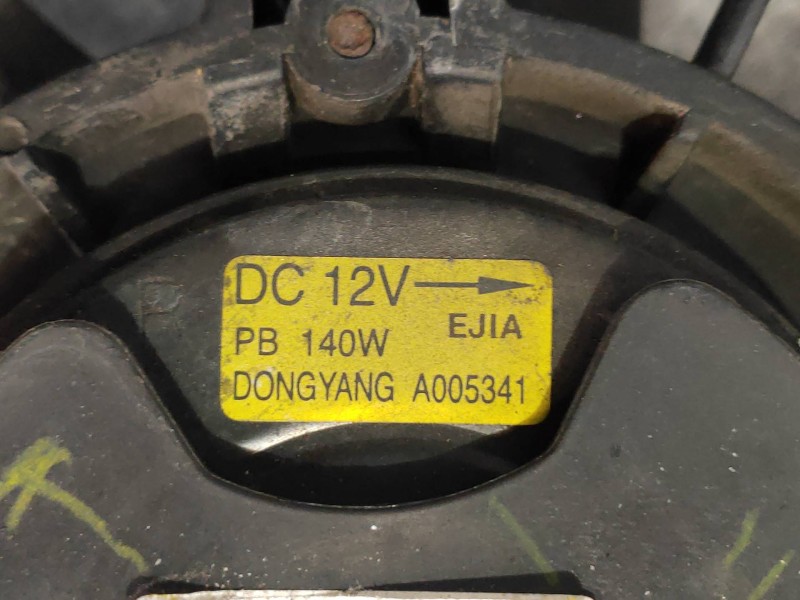 DC 12V
EJIA
PB 140W
DONGYANG A005341